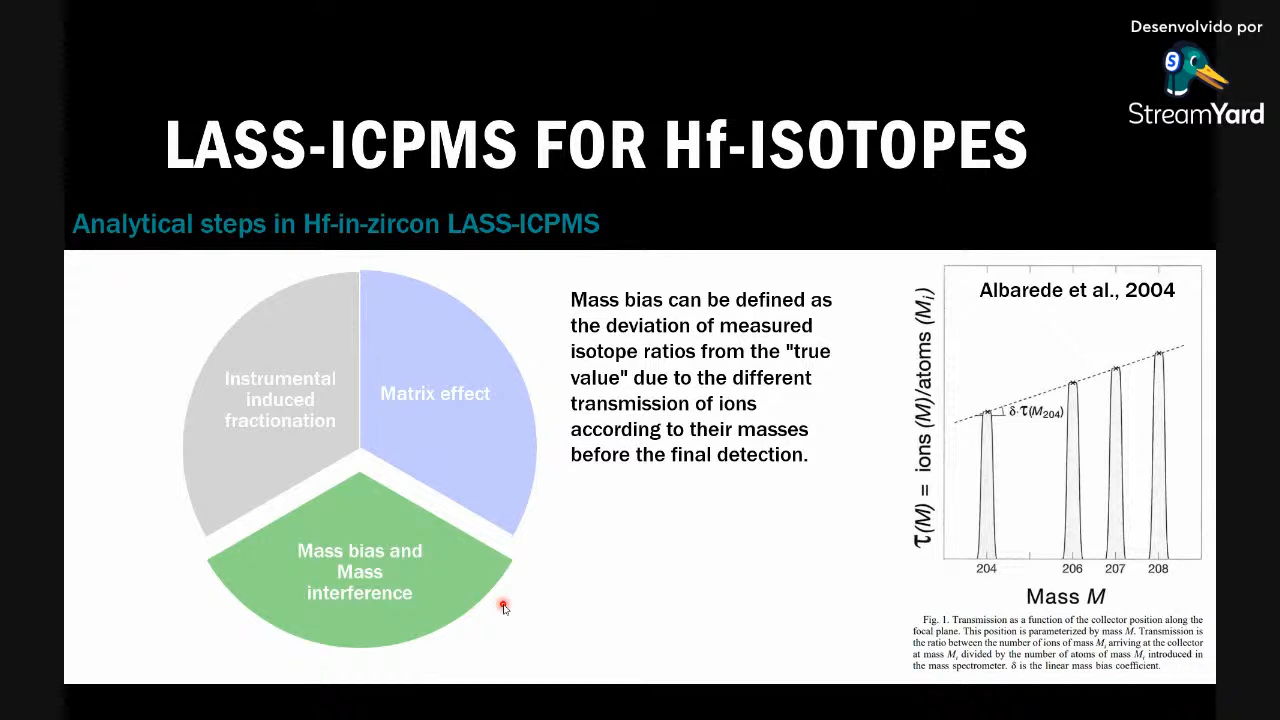 Desenvolvido por
StreamYard
LASS-ICPMS FOR Hf-ISOTOPES
Analytical steps in Hf-in-zircon LASS-ICPMS
Instrumental
induced
fractionation
Matrix effect
Mass bias and
Mass
interference
Mass bias can be defined as
the deviation of measured
isotope ratios from the "true
value" due to the different
transmission of ions
according to their masses
before the final detection.
Albarede et al., 2004
τ(M) = ions (M)/atoms (Mi)
δ·τ(M204)
204 206 207 208
Mass M
Fig. 1. Transmission as a function of the collector position along the
focal plane. This position is parameterized by mass M. Transmission is
the ratio between the number of ions of mass Mi arriving at the collector
at mass Mi divided by the number of atoms of mass Mi introduced in
the mass spectrometer. δ is the linear mass bias coefficient.